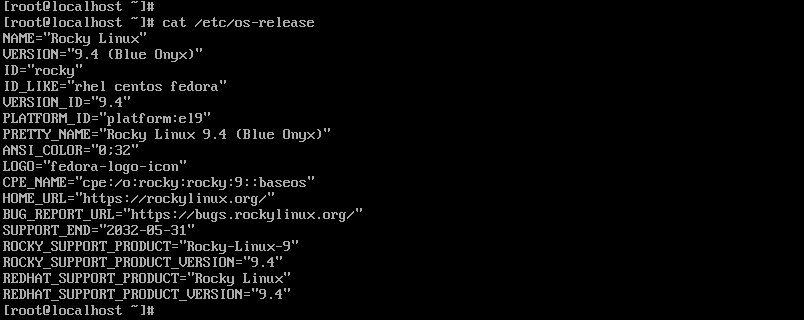 [root@localhost ~]#
[root@localhost ~]# cat /etc/os-release
NAME="Rocky Linux"
VERSION="9.4 (Blue Onyx)"
ID="rocky"
ID_LIKE="rhel centos fedora"
VERSION_ID="9.4"
PLATFORM_ID="platform:el9"
PRETTY_NAME="Rocky Linux 9.4 (Blue Onyx)"
ANSI_COLOR="0;32"
LOGO="fedora-logo-icon"
CPE_NAME="cpe:/o:rocky:rocky:9::baseos"
HOME_URL="https://rockylinux.org/"
BUG_REPORT_URL="https://bugs.rockylinux.org/"
SUPPORT_END="2032-05-31"
ROCKY_SUPPORT_PRODUCT="Rocky-Linux-9"
ROCKY_SUPPORT_PRODUCT_VERSION="9.4"
REDHAT_SUPPORT_PRODUCT="Rocky Linux"
REDHAT_SUPPORT_PRODUCT_VERSION="9.4"
[root@localhost ~]#